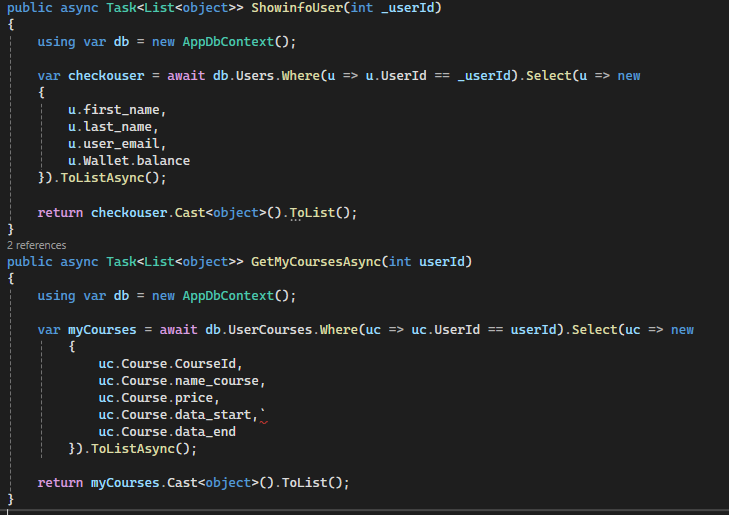 public async Task<List<object>> ShowinfoUser(int _userId)
{
using var db = new AppDbContext();
var checkouser = await db.Users.Where(u => u.UserId == _userId).Select(u => new
{
u.first_name,
u.last_name,
u.user_email,
u.Wallet.balance
}).ToListAsync();
return checkouser.Cast<object>().ToList();
}
2 references
public async Task<List<object>> GetMyCoursesAsync(int userId)
{
using var db = new AppDbContext();
var myCourses = await db.UserCourses.Where(uc => uc.UserId == userId).Select(uc => new
{
uc.Course.CourseId,
uc.Course.name_course,
uc.Course.price,
uc.Course.data_start,`
uc.Course.data_end
}).ToListAsync();
return myCourses.Cast<object>().ToList();
}